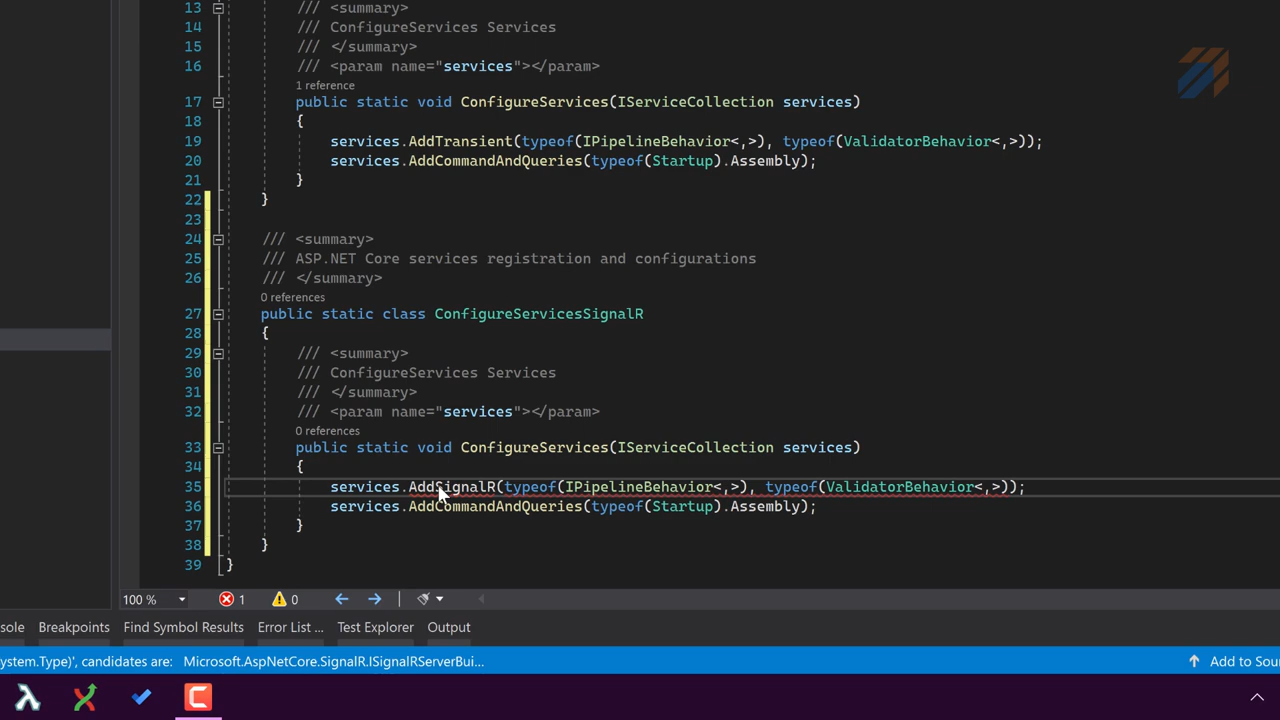 13 /// <summary>
14 /// ConfigureServices Services
15 /// </summary>
16 /// <param name="services"></param>
1 reference
17 public static void ConfigureServices(IServiceCollection services)
18 {
19 services.AddTransient(typeof(IPipelineBehavior<,>), typeof(ValidatorBehavior<,>));
20 services.AddCommandAndQueries(typeof(Startup).Assembly);
21 }
22 }
23
24 /// <summary>
25 /// ASP.NET Core services registration and configurations
26 /// </summary>
0 references
27 public static class ConfigureServicesSignalR
28 {
29 /// <summary>
30 /// ConfigureServices Services
31 /// </summary>
32 /// <param name="services"></param>
0 references
33 public static void ConfigureServices(IServiceCollection services)
34 {
35 services.AddSignalR(typeof(IPipelineBehavior<,>), typeof(ValidatorBehavior<,>));
36 services.AddCommandAndQueries(typeof(Startup).Assembly);
37 }
38 }
39 }
100 % 1 0
sole Breakpoints Find Symbol Results Error List ... Test Explorer Output
ystem.Type)', candidates are: Microsoft.AspNetCore.SignalR.ISignalRServerBui... Add to Sou